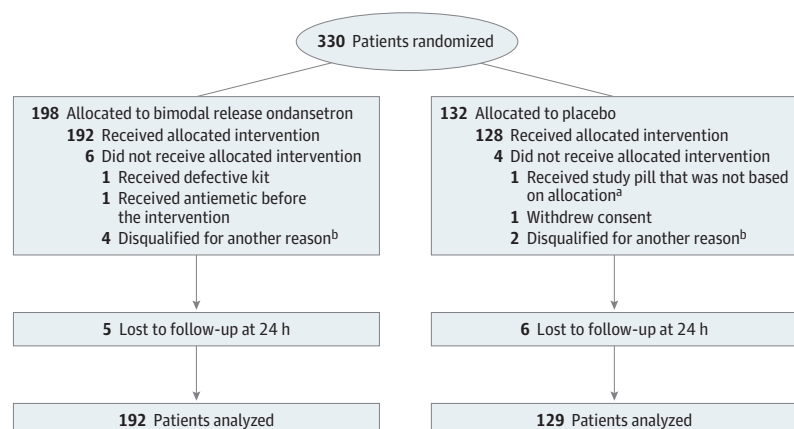 330 Patients randomized
198 Allocated to bimodal release ondansetron
192 Received allocated intervention
6 Did not receive allocated intervention
1 Received defective kit
1 Received antiemetic before
the intervention
4 Disqualified for another reasonb
132 Allocated to placebo
128 Received allocated intervention
4 Did not receive allocated intervention
1 Received study pill that was not based
on allocationa
1 Withdrew consent
2 Disqualified for another reasonb
5 Lost to follow-up at 24 h
6 Lost to follow-up at 24 h
192 Patients analyzed
129 Patients analyzed